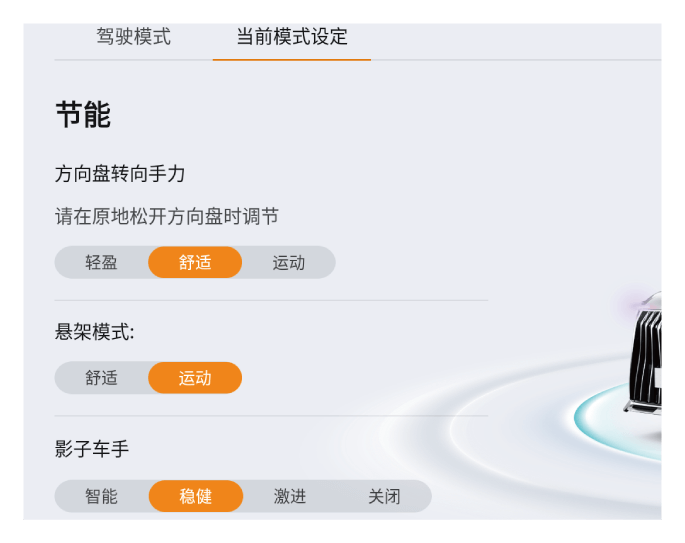 驾驶模式 当前模式设定
节能
方向盘转向手力
请在原地松开方向盘时调节
轻盈 舒适 运动
悬架模式:
舒适 运动
影子车手
智能 稳健 激进 关闭